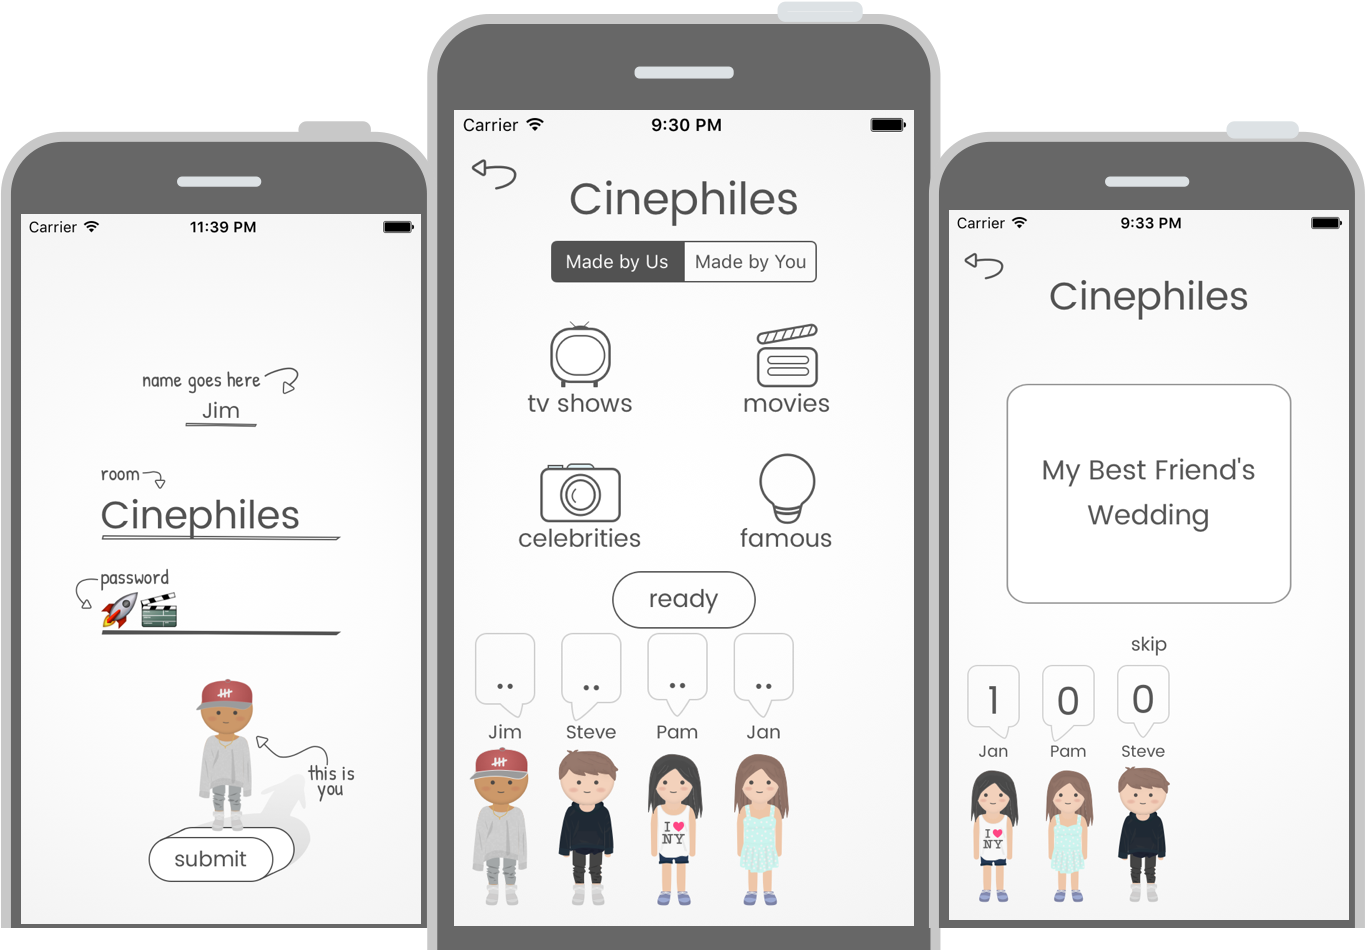 Carrier
11:39 PM
name goes here
Jim
room
Cinephiles
password
this is
you
submit
Carrier
9:30 PM
Cinephiles
Made by Us
Made by You
tv shows
movies
celebrities
famous
ready
..
..
..
..
Jim
Steve
Pam
Jan
I
NY
Carrier
9:33 PM
Cinephiles
My Best Friend's
Wedding
skip
1
0
0
Jan
Pam
Steve
I
NY